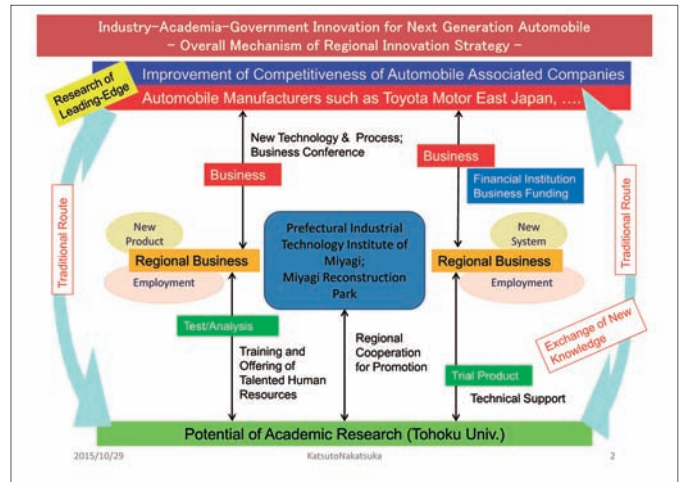 Industry-Academia-Government Innovation for Next Generation Automobile
- Overall Mechanism of Regional Innovation Strategy -
Research of
Leading-Edge
Improvement of Competitiveness of Automobile Associated Companies
Automobile Manufacturers such as Toyota Motor East Japan, ....
New Technology & Process;
Business Conference
Business
Business
Financial Institution
Business Funding
Traditional Route
Traditional Route
New
Product
Regional Business
Employment
Prefectural Industrial
Technology Institute of
Miyagi;
Miyagi Reconstruction
Park
New
System
Regional Business
Employment
Test/Analysis
Training and
Offering of
Talented Human
Resources
Regional
Cooperation
for Promotion
Exchange of New
Knowledge
Trial Product
Technical Support
Potential of Academic Research (Tohoku Univ.)
2015/10/29
KatsutoNakatsuka
2